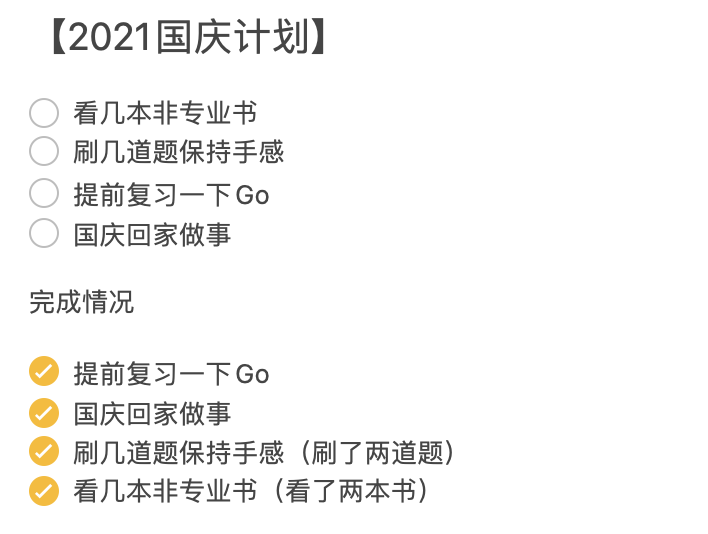 【2021国庆计划】
看几本非专业书
刷几道题保持手感
提前复习一下Go
国庆回家做事
完成情况
提前复习一下Go
国庆回家做事
刷几道题保持手感（刷了两道题）
看几本非专业书（看了两本书）